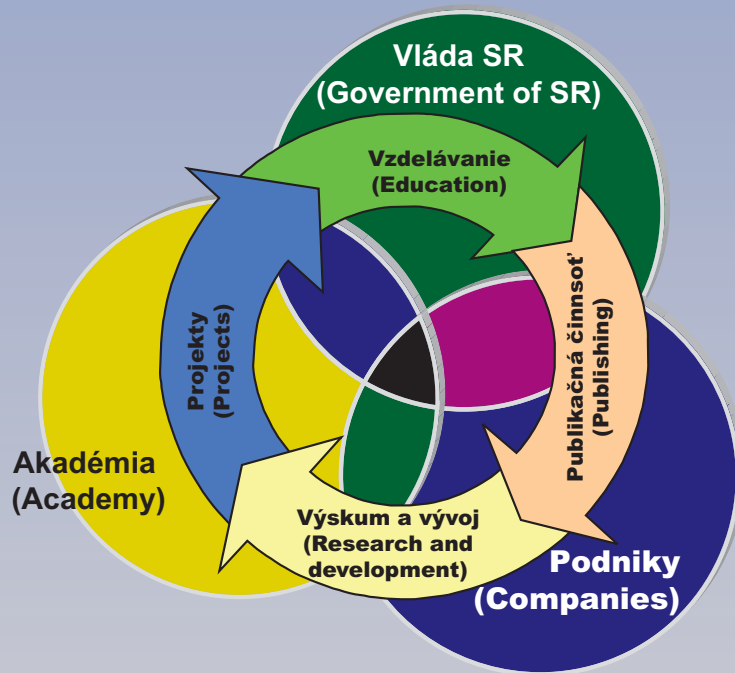 Vláda SR
(Government of SR)
Vzdelávanie
(Education)
Publikačná činnsoť
(Publishing)
Projekty
(Projects)
Akadémia
(Academy)
Výskum a vývoj
(Research and
development)
Podniky
(Companies)